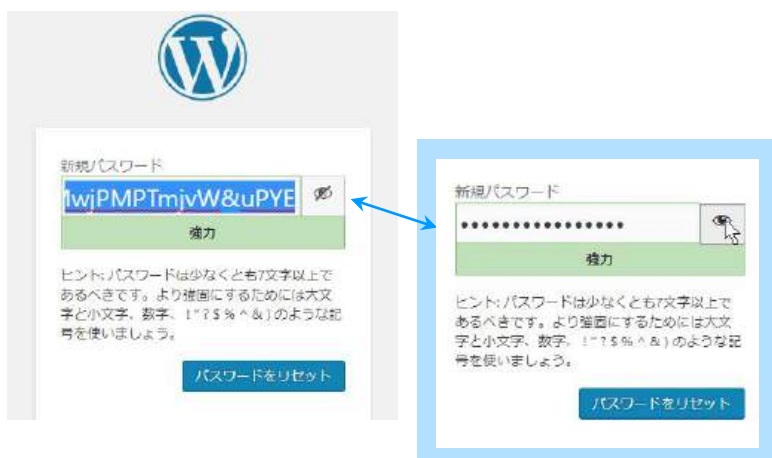 新規パスワード
MwjPMPTmjvW&uPYE
強力
ヒント: パスワードは少なくとも7文字以上で
あるべきです。より強固にするためには大文
字と小文字、数字、! " ? $ % ^ & ) のような記
号を使いましょう。
パスワードをリセット
新規パスワード
••••••••••••••••
強力
ヒント: パスワードは少なくとも7文字以上で
あるべきです。より強固にするためには大文
字と小文字、数字、! " ? $ % ^ & ) のような記
号を使いましょう。
パスワードをリセット